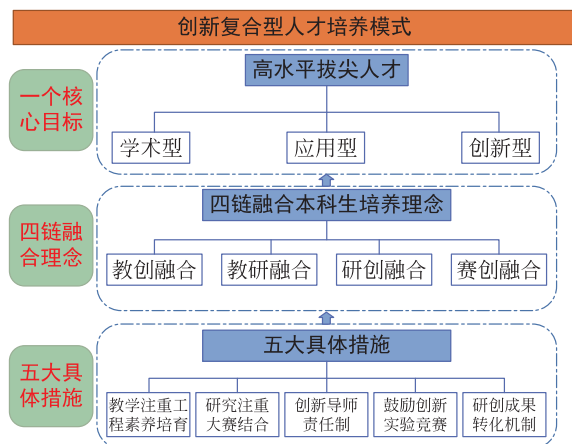 创新复合型人才培养模式
一个核
心目标
高水平拔尖人才
学术型
应用型
创新型
四链融
合理念
四链融合本科生培养理念
教创融合
教研融合
研创融合
赛创融合
五大具
体措施
五大具体措施
教学注重工
程素养培育
研究注重
大赛结合
创新导师
责任制
鼓励创新
实验竞赛
研创成果
转化机制